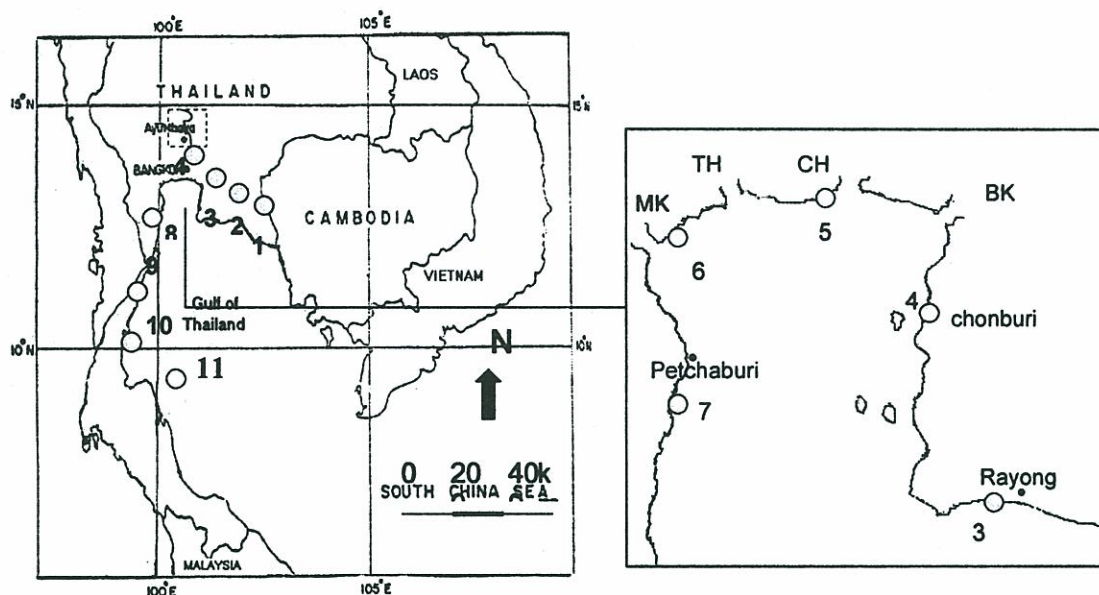 100°E
105°E
LAOS
THAILAND
15°N
15°N
Ayutthaya
BANGKOK
4
3
2
1
CAMBODIA
8
VIETNAM
9
Gulf of
Thailand
10
10°N
N
10°N
11
0 20 40k
SOUTH CHINA SEA
MALAYSIA
100°E
105°E
TH
CH
BK
MK
5
6
4
chonburi
Petchaburi
7
Rayong
3